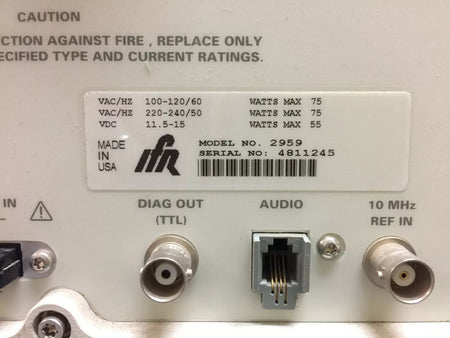 CAUTION
CTION AGAINST FIRE , REPLACE ONLY
ECIFIED TYPE AND CURRENT RATINGS.
VAC/HZ 100-120/60 WATTS MAX 75
VAC/HZ 220-240/50 WATTS MAX 75
VDC 11.5-15 WATTS MAX 55
MADE IN USA
ifr
MODEL NO. 2959
SERIAL NO: 4811245
IN
DIAG OUT
(TTL)
AUDIO
10 MHz
REF IN